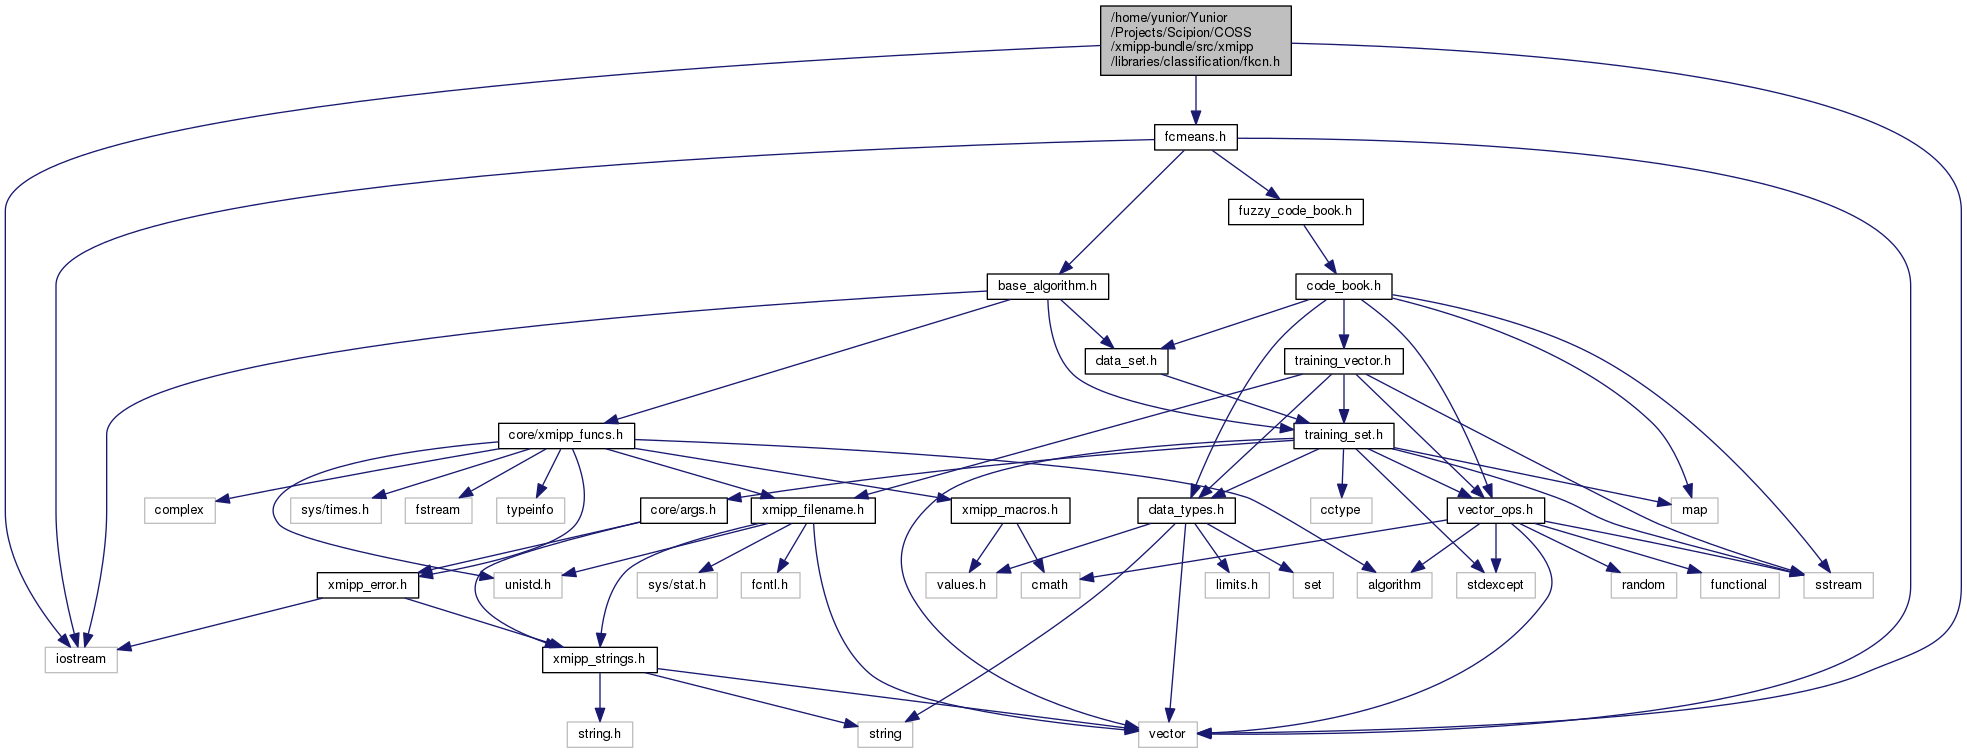 /home/yunior/Yunior
/Projects/Scipion/COSS
/xmipp-bundle/src/xmipp
/libraries/classification/fkcn.h
fcmeans.h
fuzzy_code_book.h
base_algorithm.h
code_book.h
data_set.h
training_vector.h
core/xmipp_funcs.h
training_set.h
complex
sys/times.h
fstream
typeinfo
core/args.h
xmipp_filename.h
xmipp_macros.h
data_types.h
cctype
vector_ops.h
map
xmipp_error.h
unistd.h
sys/stat.h
fcntl.h
values.h
cmath
limits.h
set
algorithm
stdexcept
random
functional
sstream
iostream
xmipp_strings.h
string.h
string
vector